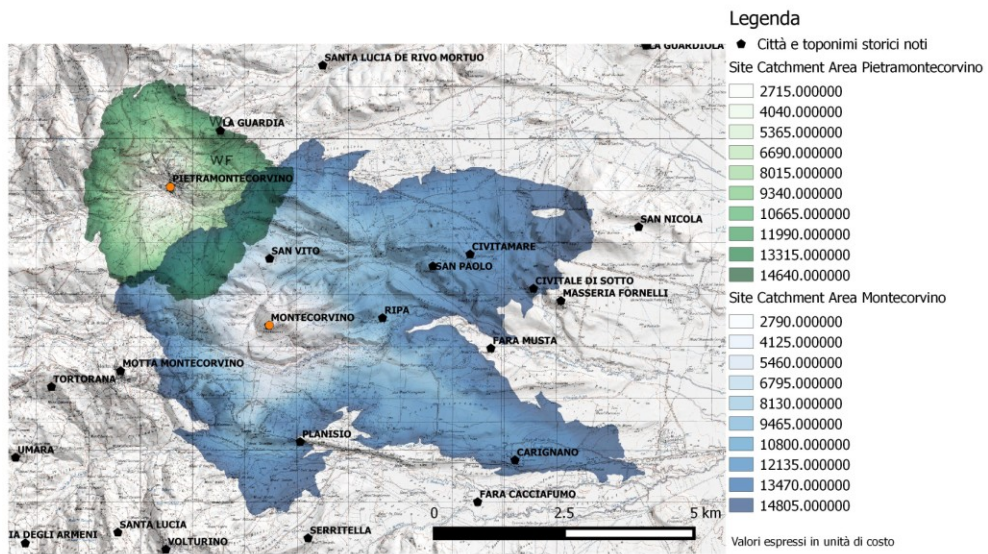 Legenda
Città e toponimi storici noti
Site Catchment Area Pietramontecorvino
2715.000000
4040.000000
5365.000000
6690.000000
8015.000000
9340.000000
10665.000000
11990.000000
13315.000000
14640.000000
Site Catchment Area Montecorvino
2790.000000
4125.000000
5460.000000
6795.000000
8130.000000
9465.000000
10800.000000
12135.000000
13470.000000
14805.000000
Valori espressi in unità di costo
LA GUARDIOLA
SANTA LUCIA DE RIVO MORTUO
LA GUARDIA
W F
PIETRAMONTECORVINO
SAN NICOLA
SAN VITO
CIVITAMARE
SAN PAOLO
CIVITALE DI SOTTO
MASSERIA FORNELLI
MONTECORVINO
RIPA
FARA MUSTA
MOTTA MONTECORVINO
TORTORANA
PLANISIO
UMARA
CARIGNANO
FARA CACCIAFUMO
0 2.5 5 km
SANTA LUCIA
SERRITELLA
IA DEGLI ARMENI
VOLTURINO